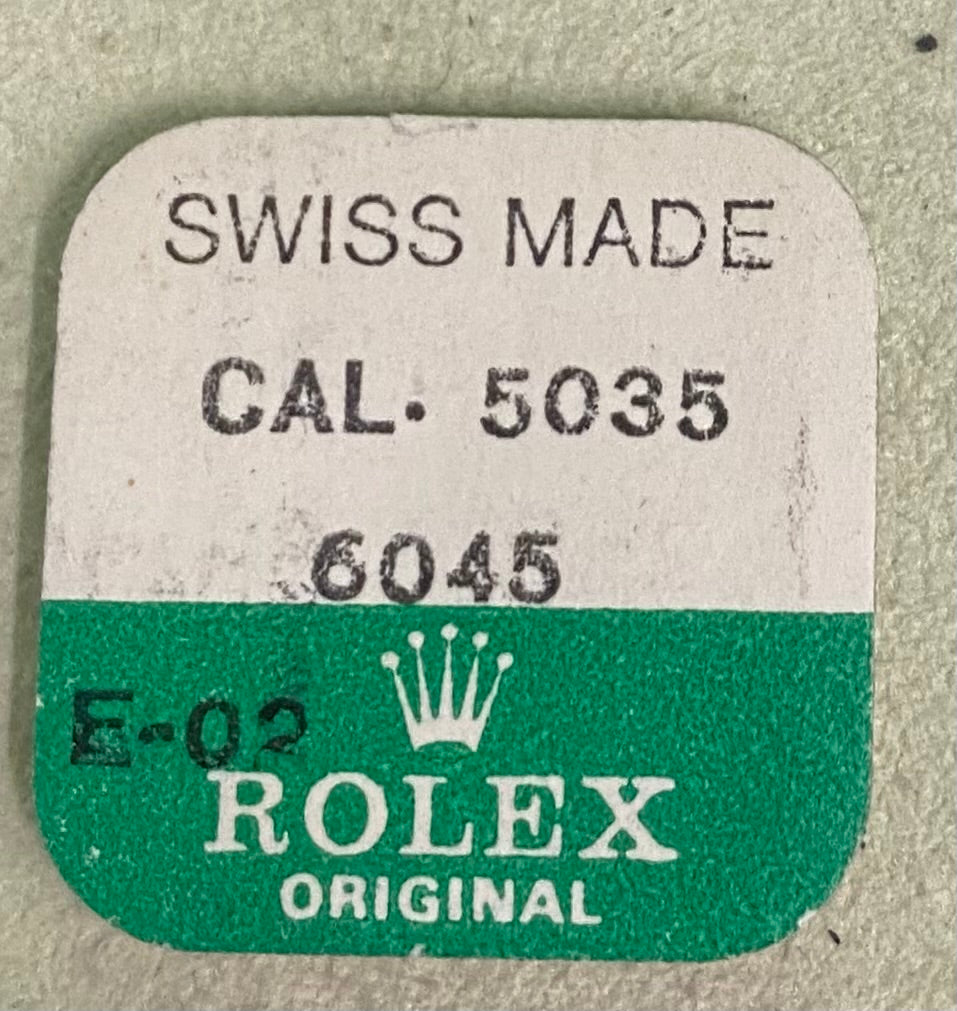 SWISS MADE
CAL. 5035
6045
E-02
ROLEX
ORIGINAL